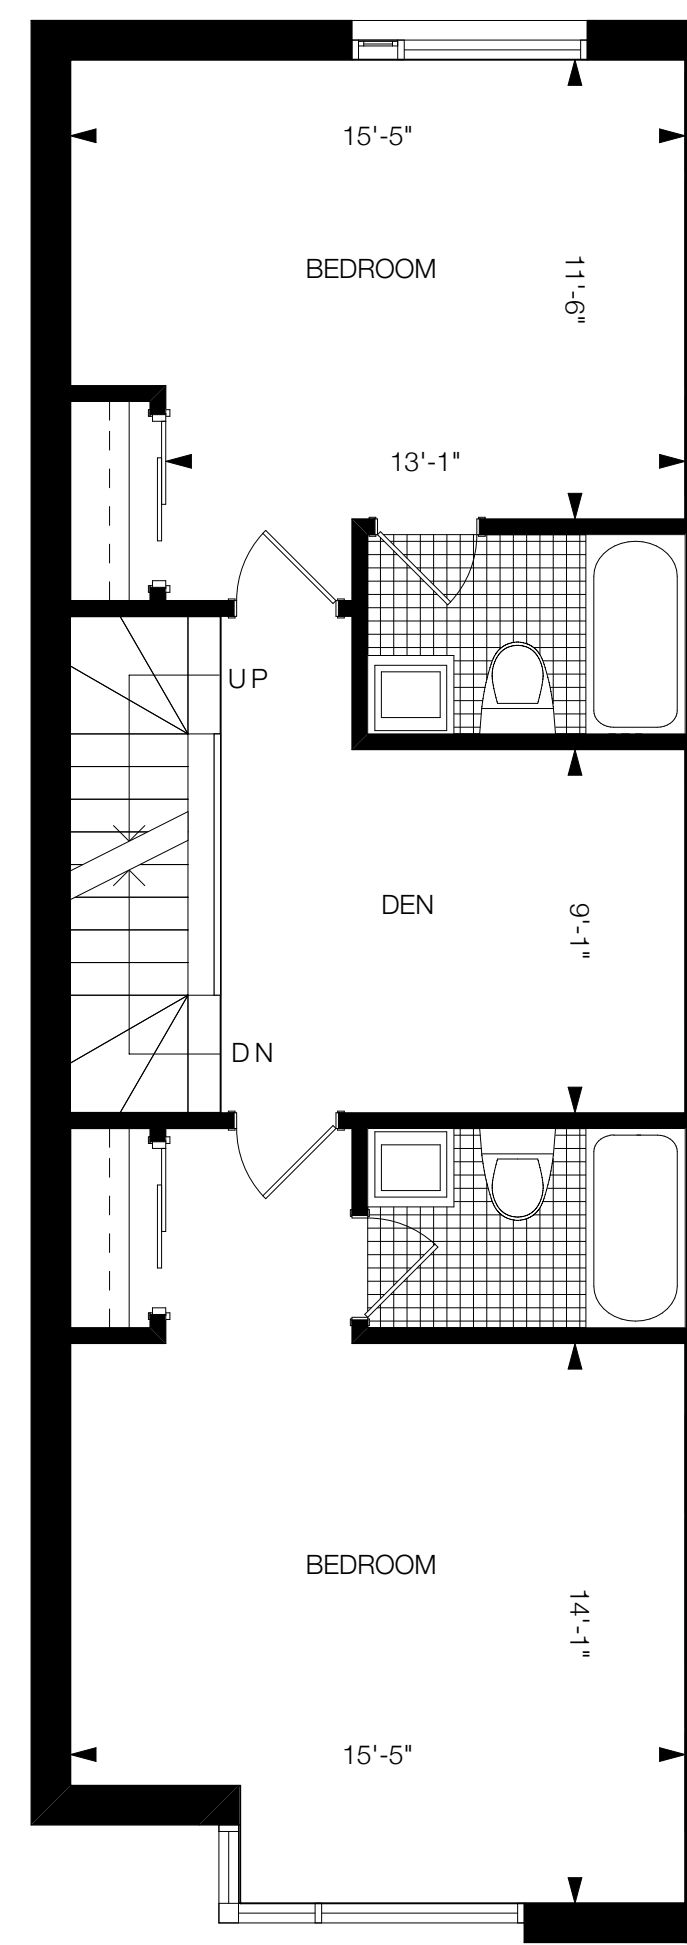 15'-5"
BEDROOM
11'-6"
13'-1"
UP
DEN
9'-1"
DN
BEDROOM
14'-1"
15'-5"